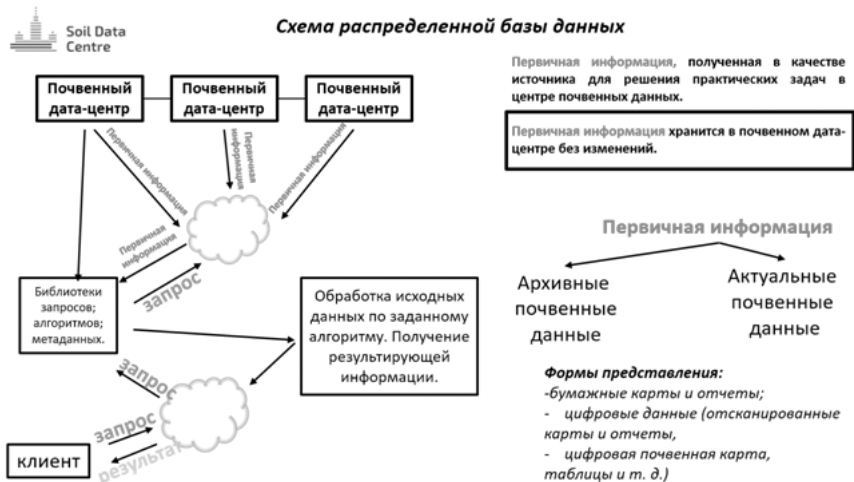 Soil Data
Centre
Схема распределенной базы данных
Почвенный
дата-центр
Почвенный
дата-центр
Почвенный
дата-центр
Первичная информация
Первичная
информация
Первичная информация
Первичная
информация
запрос
Библиотеки
запросов;
алгоритмов;
метаданных.
Обработка исходных
данных по заданному
алгоритму. Получение
результирующей
информации.
запрос
запрос
результат
клиент
Первичная информация, полученная в качестве
источника для решения практических задач в
центре почвенных данных.
Первичная информация хранится в почвенном дата-
центре без изменений.
Первичная информация
Архивные
почвенные
данные
Актуальные
почвенные
данные
Формы представления:
-бумажные карты и отчеты;
- цифровые данные (отсканированные
карты и отчеты,
- цифровая почвенная карта,
таблицы и т. д.)